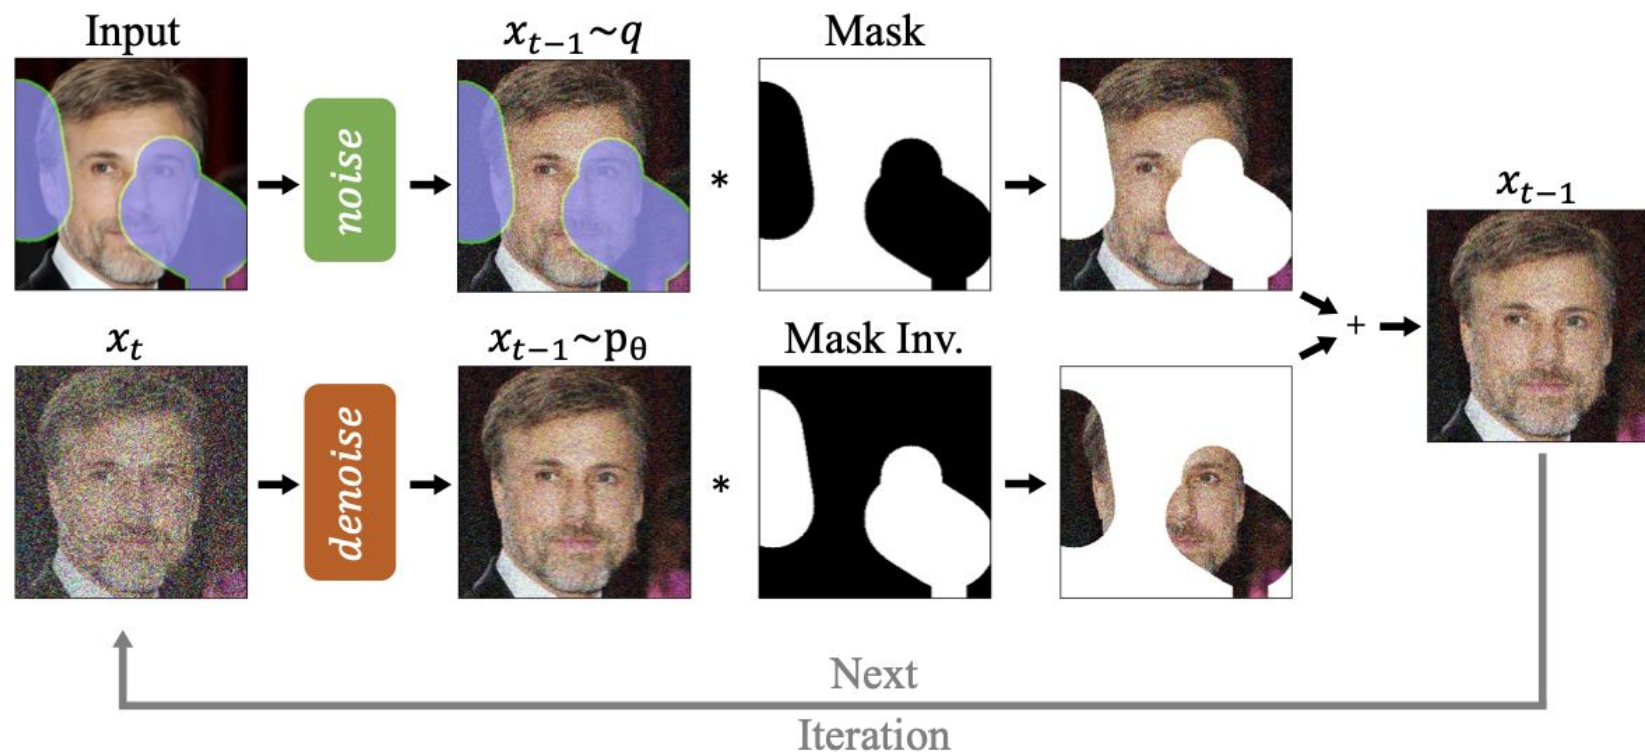 Input
x_{t−1}~q
Mask
noise
*
x_{t−1}
+
x_t
x_{t−1}~p_θ
Mask Inv.
denoise
*
Next
Iteration